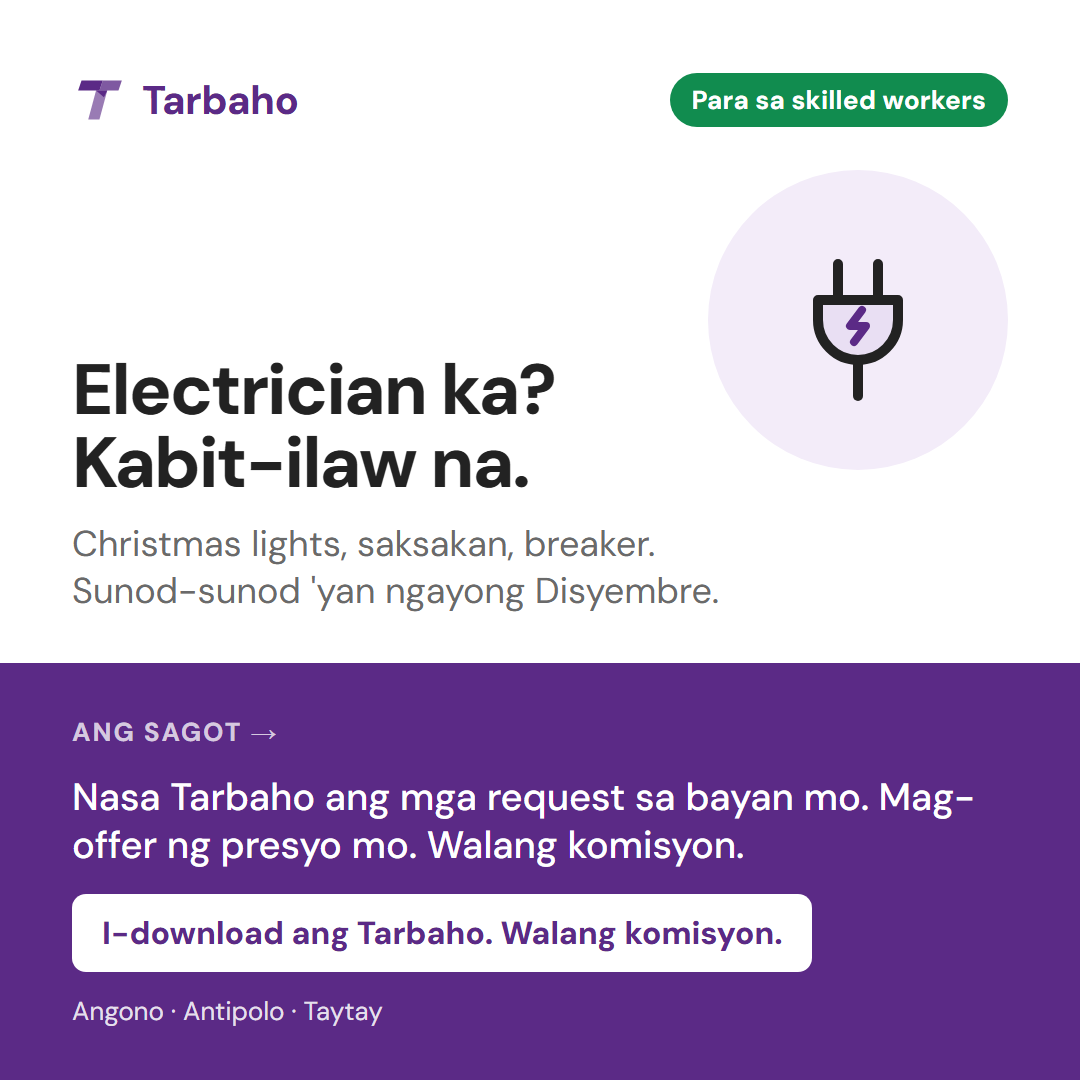 Tarbaho
Para sa skilled workers
Electrician ka?
Kabit-ilaw na.
Christmas lights, saksakan, breaker.
Sunod-sunod 'yan ngayong Disyembre.
ANG SAGOT →
Nasa Tarbaho ang mga request sa bayan mo. Mag-
offer ng presyo mo. Walang komisyon.
I-download ang Tarbaho. Walang komisyon.
Angono · Antipolo · Taytay